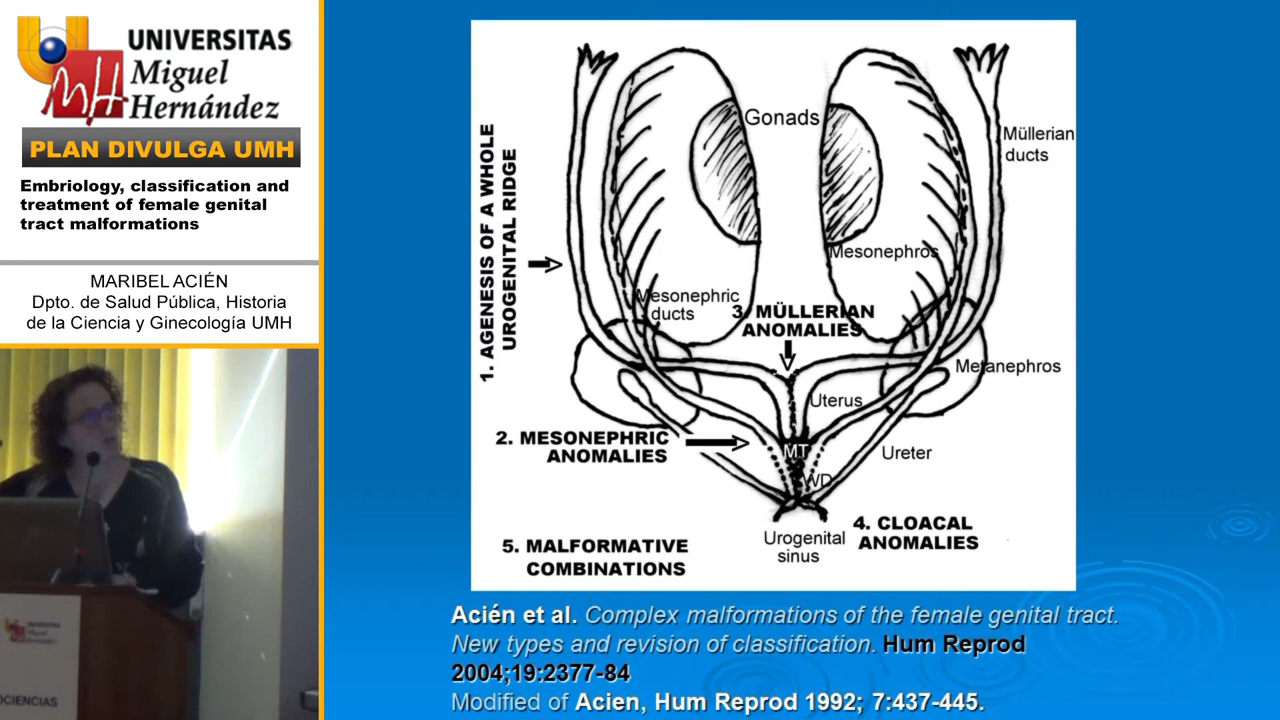 UNIVERSITAS
Miguel
Hernández
PLAN DIVULGA UMH
Embriology, classification and
treatment of female genital
tract malformations
MARIBEL ACIÉN
Dpto. de Salud Pública, Historia
de la Ciencia y Ginecología UMH
UNIVERSITAS
Miguel
OCIENCIAS
1. AGENESIS OF A WHOLE
UROGENITAL RIDGE
Gonads
Müllerian
ducts
Mesonephros
Mesonephric
ducts
3. MÜLLERIAN
ANOMALIES
Metanephros
Uterus
2. MESONEPHRIC
ANOMALIES
MT
Ureter
WD
4. CLOACAL
ANOMALIES
Urogenital
sinus
5. MALFORMATIVE
COMBINATIONS
Acién et al. Complex malformations of the female genital tract.
New types and revision of classification. Hum Reprod
2004;19:2377-84
Modified of Acien, Hum Reprod 1992; 7:437-445.